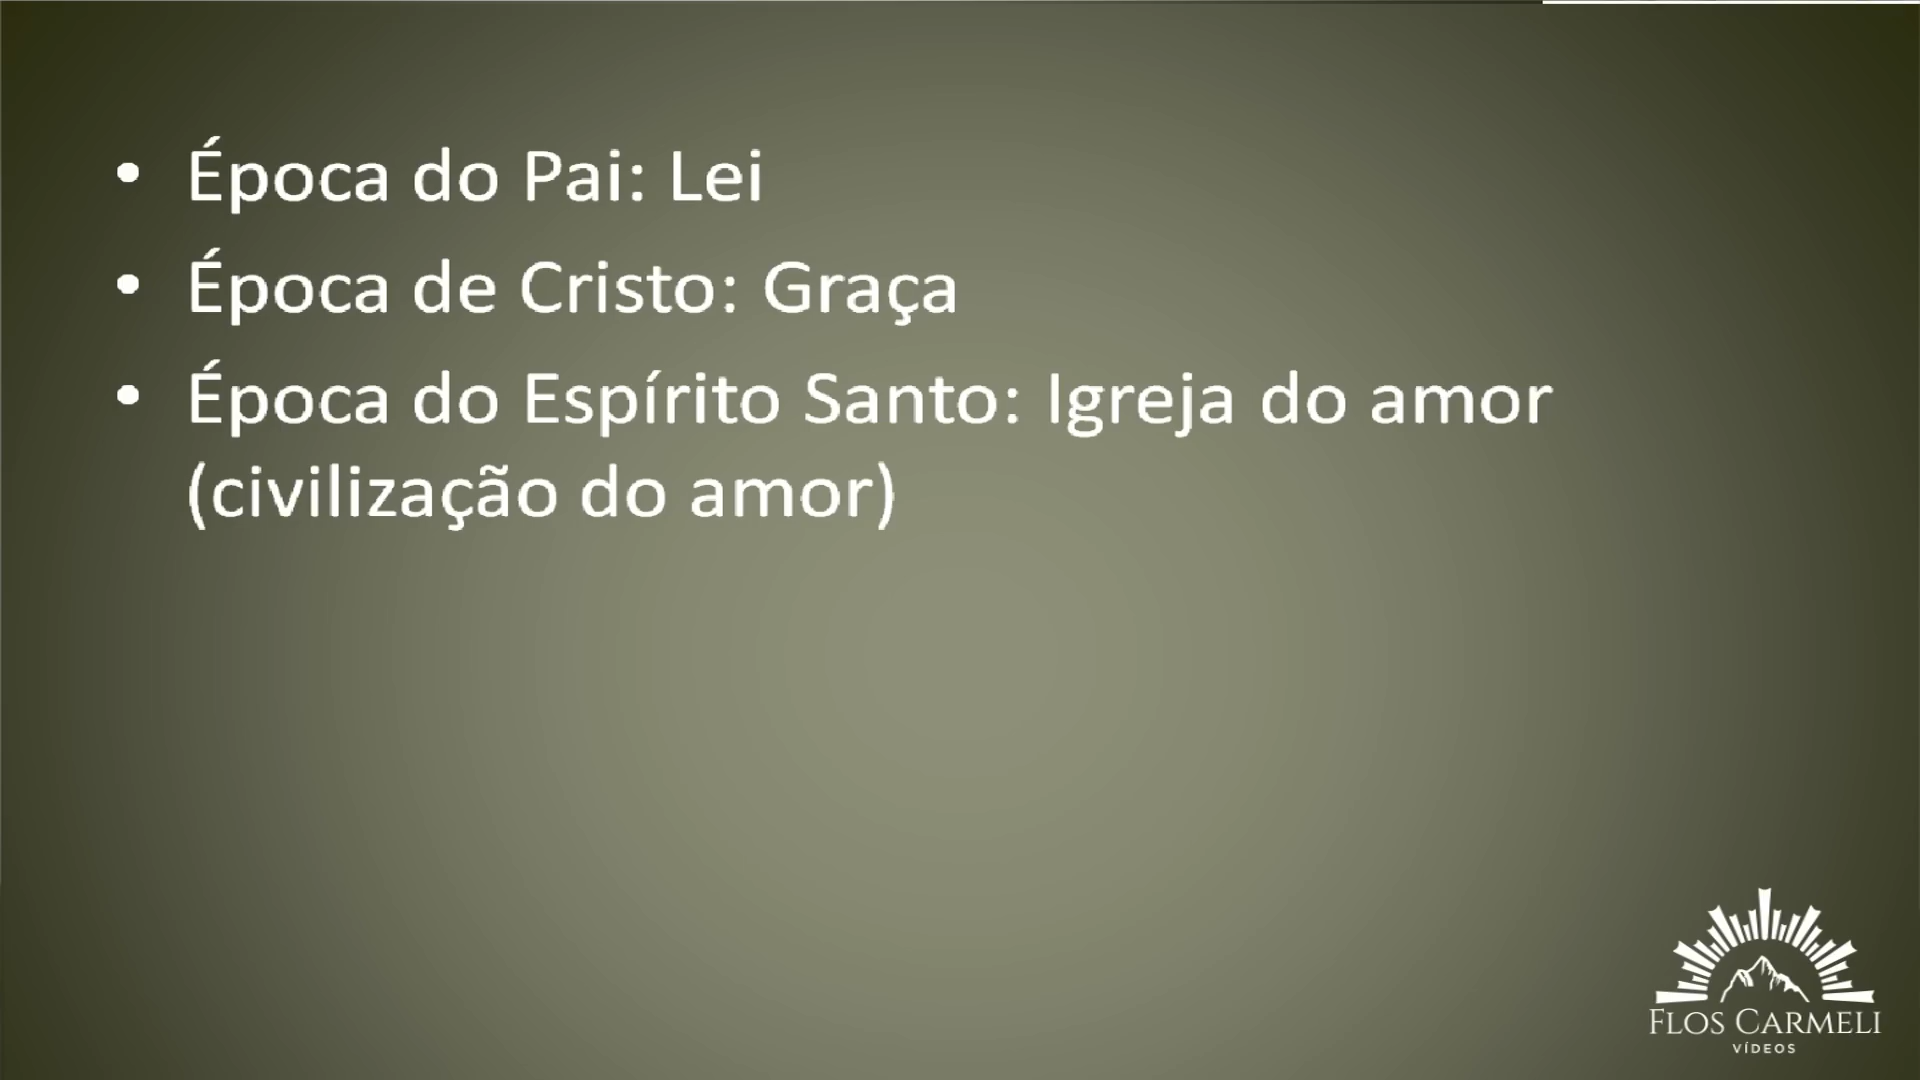 • Época do Pai: Lei
• Época de Cristo: Graça
• Época do Espírito Santo: Igreja do amor
(civilização do amor)
FLOS CARMELI
VÍDEOS